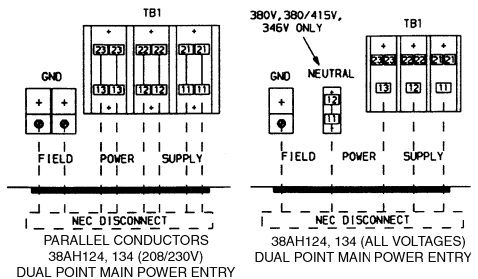 TB1
23 23 22 22 21 21
GND
13 13 12 12 11 11
FIELD POWER SUPPLY
NEC DISCONNECT
PARALLEL CONDUCTORS
38AH124, 134 (208/230V)
DUAL POINT MAIN POWER ENTRY
380V, 380/415V,
346V ONLY
TB1
GND
NEUTRAL
23 23 22 22 21 21
13 12 11
12
11
FIELD POWER SUPPLY
NEC DISCONNECT
38AH124, 134 (ALL VOLTAGES)
DUAL POINT MAIN POWER ENTRY